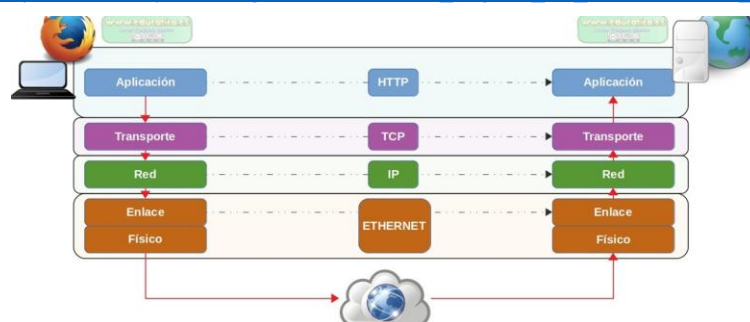 Aplicación HTTP Aplicación
Transporte TCP Transporte
Red IP Red
Enlace Enlace
ETHERNET
Físico Físico